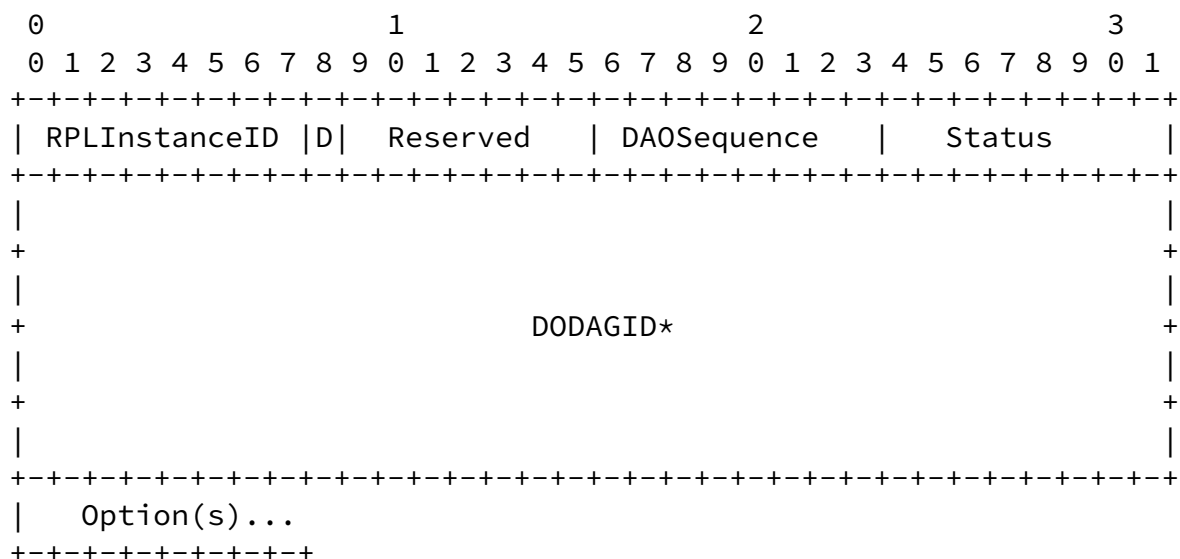 0                   1                   2                   3
 0 1 2 3 4 5 6 7 8 9 0 1 2 3 4 5 6 7 8 9 0 1 2 3 4 5 6 7 8 9 0 1
+-+-+-+-+-+-+-+-+-+-+-+-+-+-+-+-+-+-+-+-+-+-+-+-+-+-+-+-+-+-+-+-+
| RPLInstanceID |D|  Reserved   | DAOSequence   |   Status      |
+-+-+-+-+-+-+-+-+-+-+-+-+-+-+-+-+-+-+-+-+-+-+-+-+-+-+-+-+-+-+-+-+
|                                                               |
+                                                               +
|                                                               |
+                            DODAGID*                           +
|                                                               |
+                                                               +
|                                                               |
+-+-+-+-+-+-+-+-+-+-+-+-+-+-+-+-+-+-+-+-+-+-+-+-+-+-+-+-+-+-+-+-+
|   Option(s)...
+-+-+-+-+-+-+-+-+